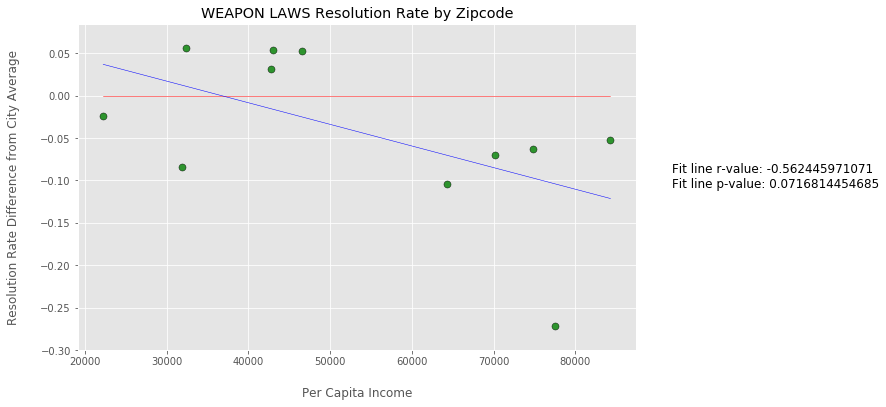 WEAPON LAWS Resolution Rate by Zipcode
Resolution Rate Difference from City Average
0.05
0.00
−0.05
−0.10
−0.15
−0.20
−0.25
−0.30
20000 30000 40000 50000 60000 70000 80000
Per Capita Income
Fit line r-value: -0.562445971071
Fit line p-value: 0.0716814454685